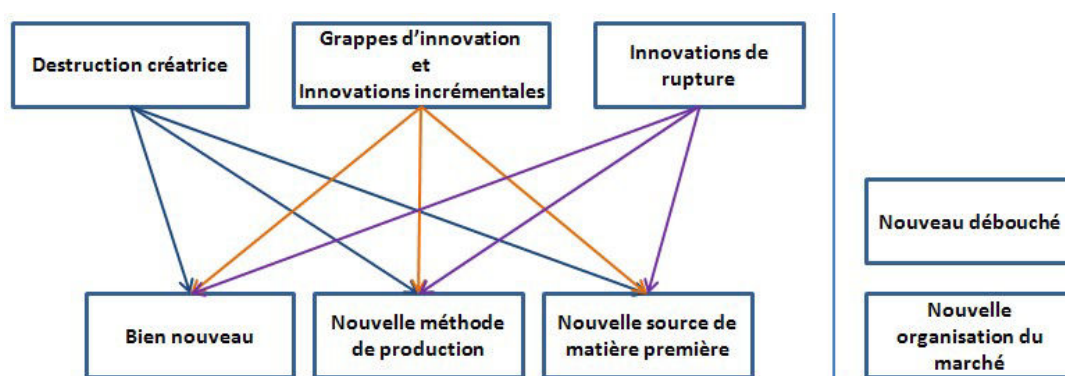 Destruction créatrice
Grappes d’innovation
et
Innovations incrémentales
Innovations de
rupture
Nouveau débouché
Bien nouveau
Nouvelle méthode
de production
Nouvelle source de
matière première
Nouvelle
organisation du
marché